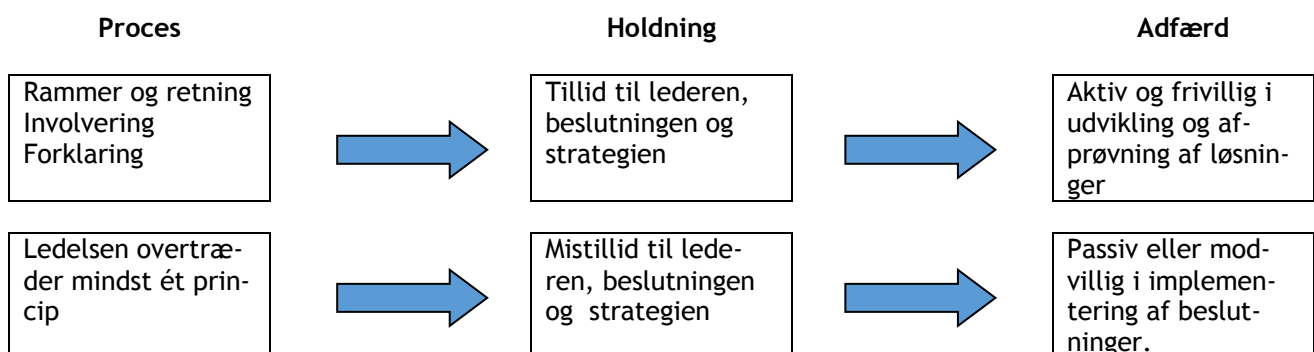 Proces
Holdning
Adfærd
Rammer og retning
Involvering
Forklaring
Tillid til lederen,
beslutningen og
strategien
Aktiv og frivillig i
udvikling og af-
prøvning af løsnin-
ger
Ledelsen overtræ-
der mindst ét prin-
cip
Mistillid til lede-
ren, beslutningen
og  strategien
Passiv eller mod-
villig i implemen-
tering af beslut-
ninger.